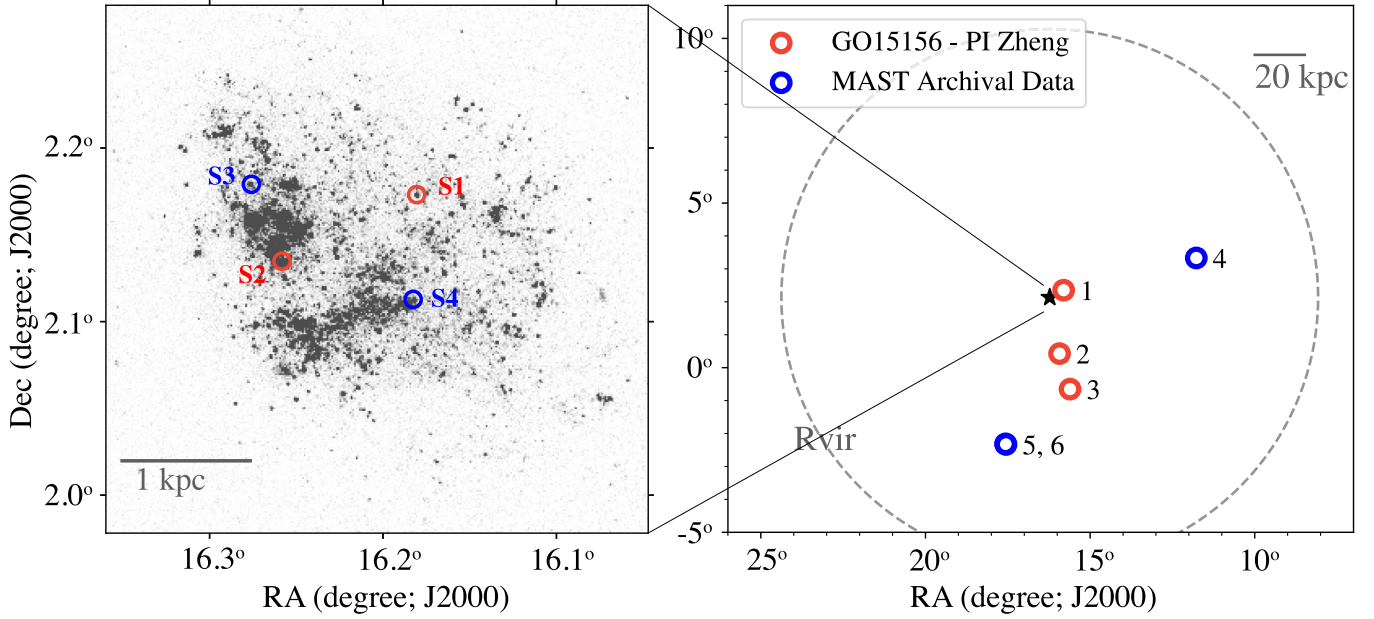 2.2°
2.1°
2.0°
Dec (degree; J2000)
S3
S1
S2
S4
1 kpc
16.3°
16.2°
16.1°
RA (degree; J2000)
10°
5°
0°
-5°
GO15156 - PI Zheng
MAST Archival Data
20 kpc
4
1
2
3
5, 6
Rvir
25°
20°
15°
10°
RA (degree; J2000)